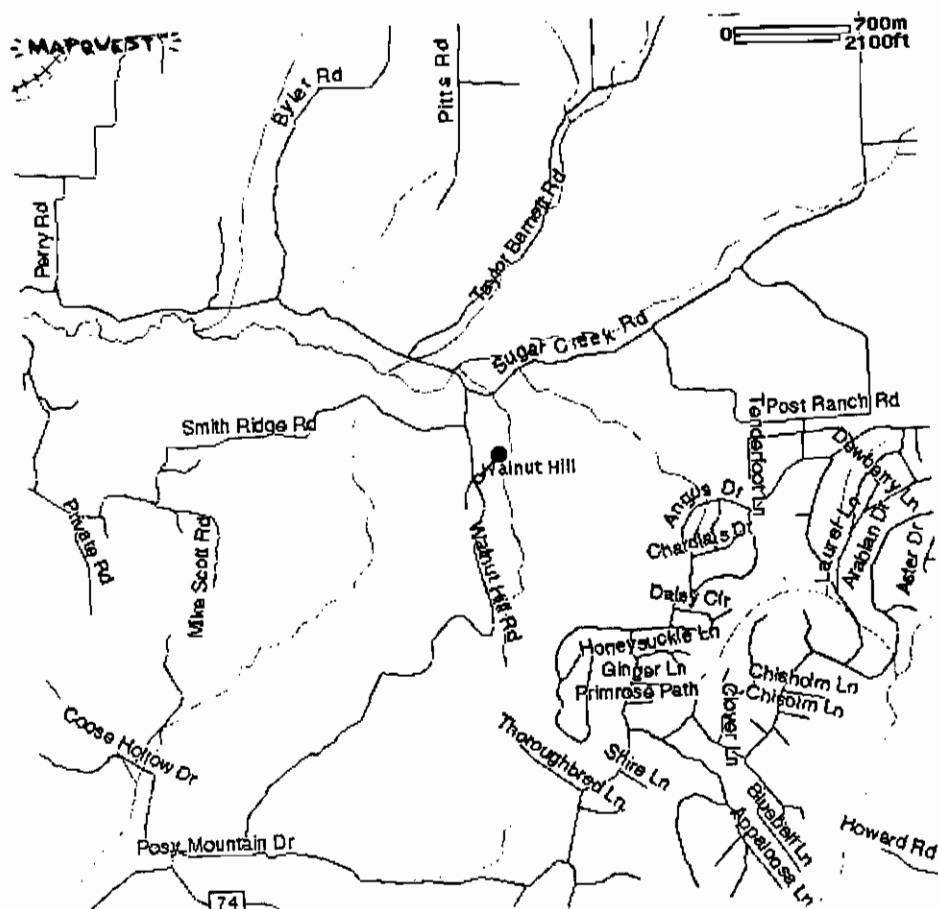 MAPQUEST
0 700m
2100ft
Byler Rd
Pitts Rd
Perry Rd
Taylor Barnett Rd
Sugar Creek Rd
Smith Ridge Rd
Post Ranch Rd
Tenderfoot Ln
Dewberry Ln
Walnut Hill
Angus Dr
Laurel Ln
Arabian Dr
Aster Dr
Charolais Dr
Private Rd
Mike Scott Rd
Walnut Hill Rd
Daisy Cir
Honeysuckle Ln
Ginger Ln
Primrose Path
Chisholm Ln
Chisolm Ln
Clover Ln
Goose Hollow Dr
Thoroughbred Ln
Shire Ln
Bluebell Ln
Appaloosa Ln
Howard Rd
Posy Mountain Dr
74